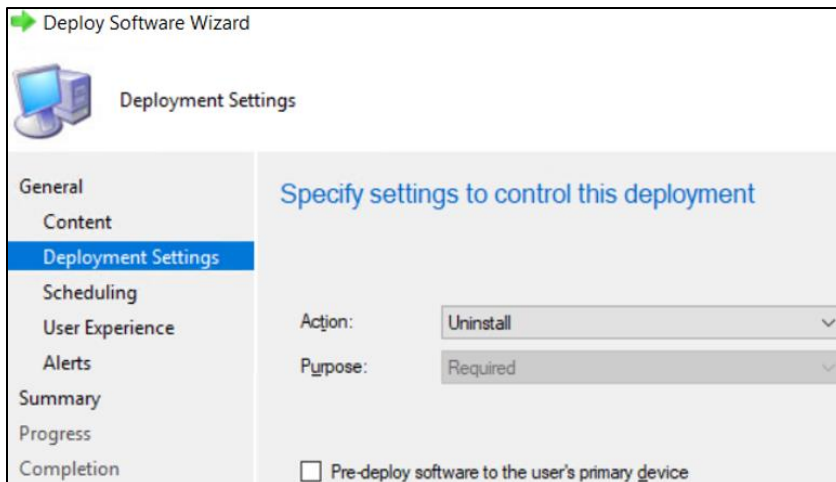 Deploy Software Wizard
Deployment Settings
General
Content
Deployment Settings
Scheduling
User Experience
Alerts
Summary
Progress
Completion
Specify settings to control this deployment
Action: Uninstall
Purpose: Required
Pre-deploy software to the user's primary device